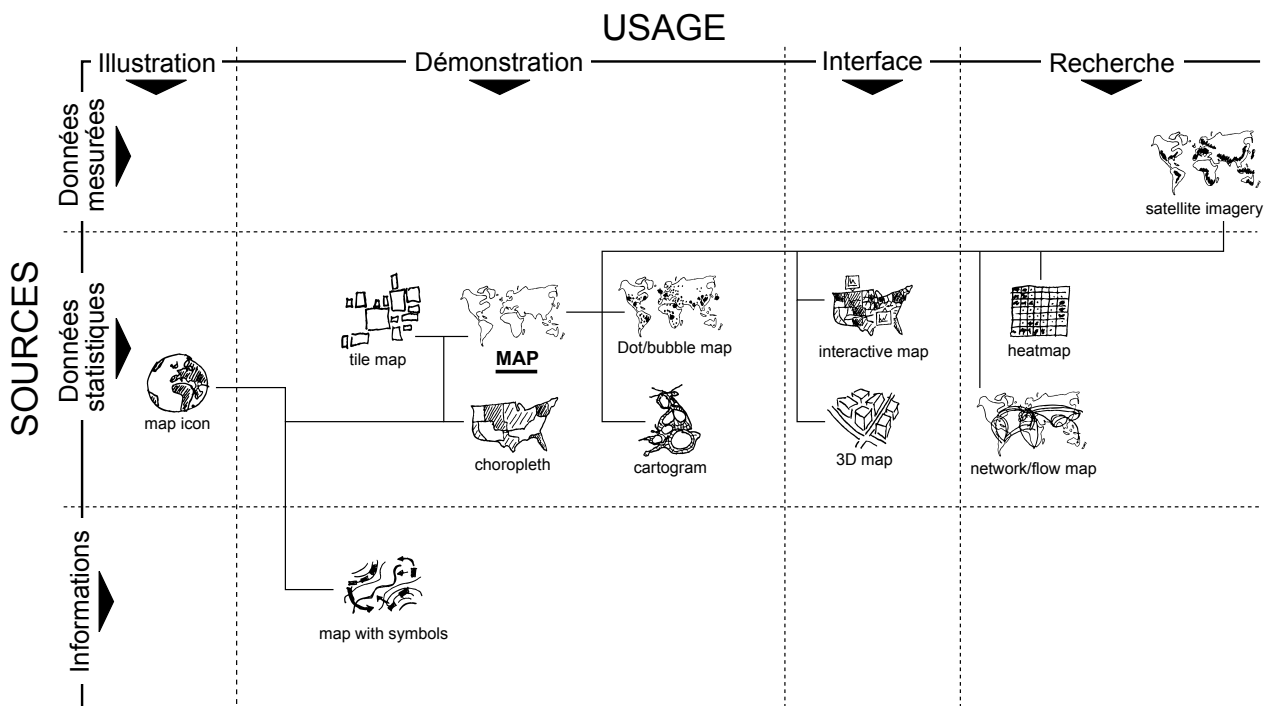 USAGE
Illustration
Démonstration
Interface
Recherche
SOURCES
Données
mesurées
satellite imagery
Données
statistiques
map icon
tile map
MAP
Dot/bubble map
interactive map
heatmap
choropleth
cartogram
3D map
network/flow map
Informations
map with symbols